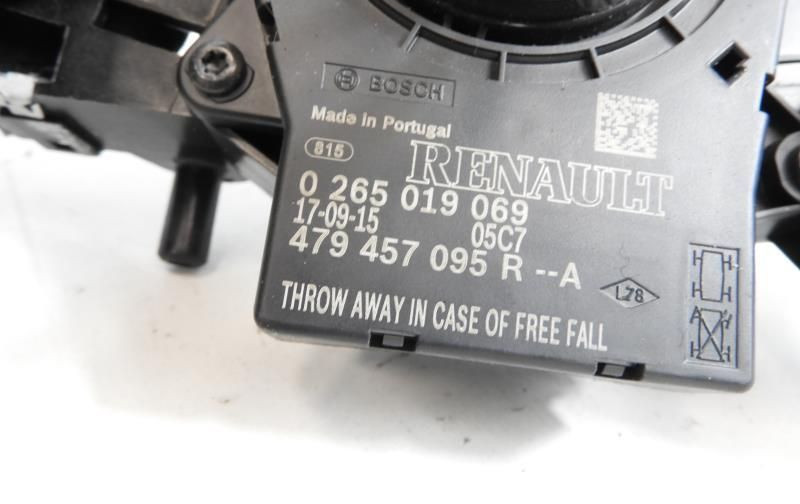 BOSCH
Made in Portugal
815
RENAULT
0 265 019 069
17-09-15 05C7
479 457 095 R --A
L78
THROW AWAY IN CASE OF FREE FALL